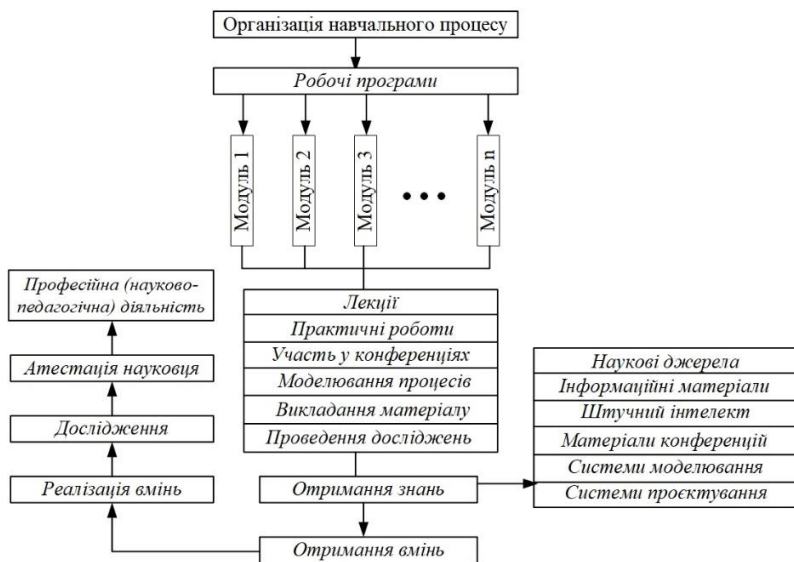 Організація навчального процесу
Робочі програми
Модуль 1
Модуль 2
Модуль 3
•••
Модуль n
Лекції
Практичні роботи
Участь у конференціях
Моделювання процесів
Викладання матеріалу
Проведення досліджень
Професійна (науково-
педагогічна) діяльність
Атестація науковця
Дослідження
Реалізація вмінь
Отримання знань
Отримання вмінь
Наукові джерела
Інформаційні матеріали
Штучний інтелект
Матеріали конференцій
Системи моделювання
Системи проєктування